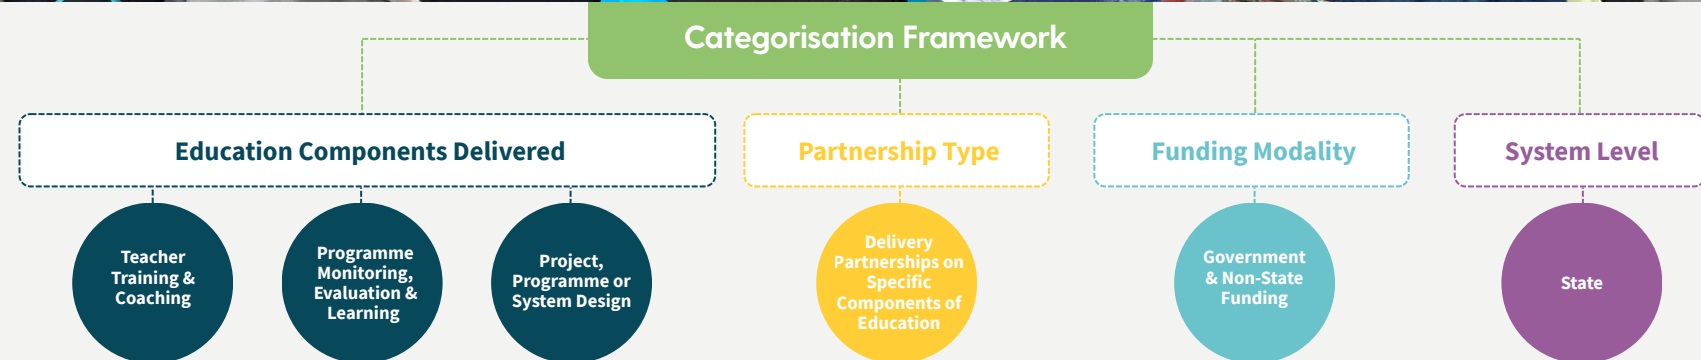 Categorisation Framework
Education Components Delivered
Partnership Type
Funding Modality
System Level
Teacher
Training &
Coaching
Programme
Monitoring,
Evaluation &
Learning
Project,
Programme or
System Design
Delivery
Partnerships on
Specific
Components of
Education
Government
& Non-State
Funding
State